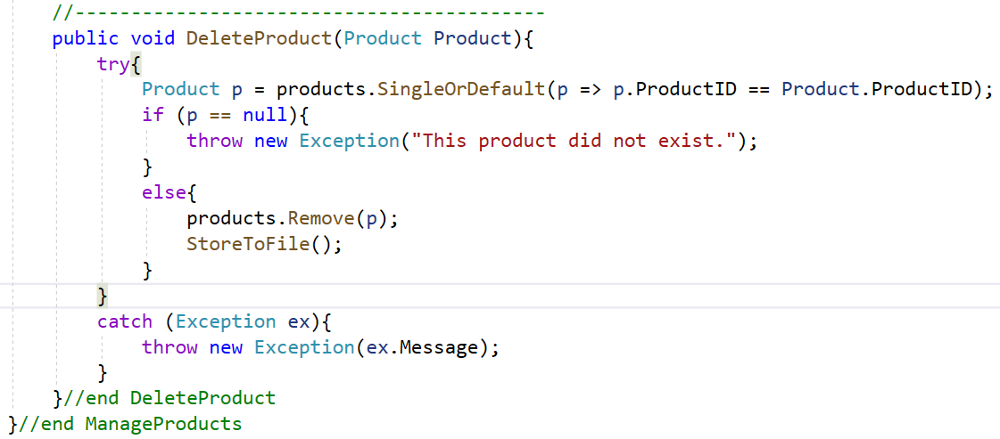 //------------------------------------------
public void DeleteProduct(Product Product){
try{
Product p = products.SingleOrDefault(p => p.ProductID == Product.ProductID);
if (p == null){
throw new Exception("This product did not exist.");
}
else{
products.Remove(p);
StoreToFile();
}
}
catch (Exception ex){
throw new Exception(ex.Message);
}
}//end DeleteProduct
}//end ManageProducts